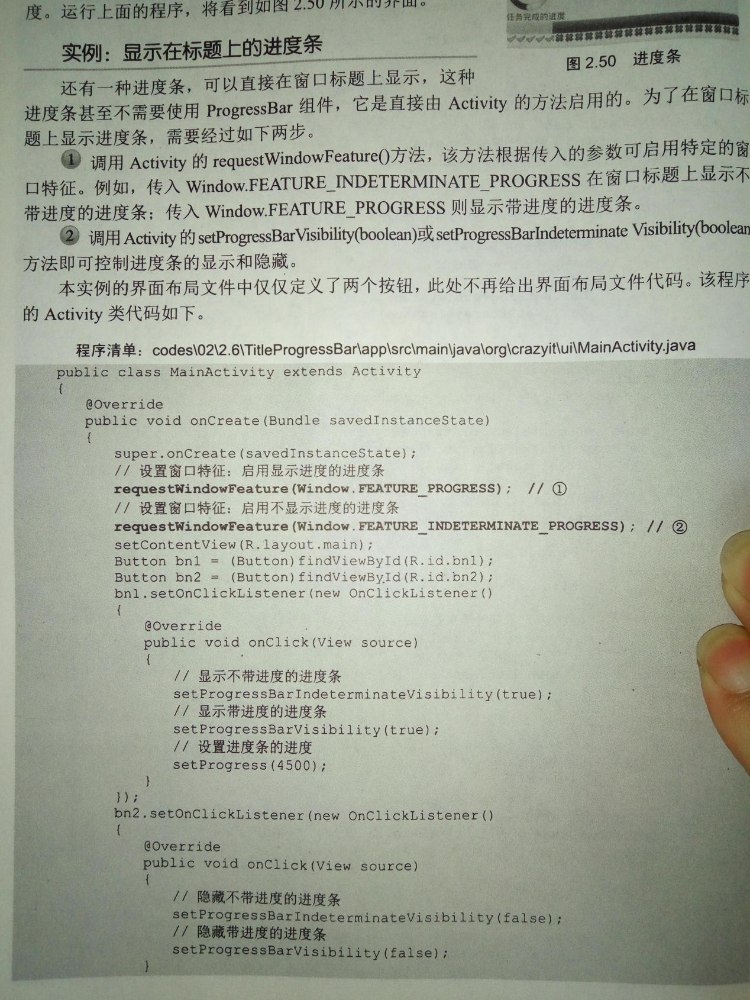 度。运行上面的程序，将看到如图 2.50 所示的界面。
任务完成的进度
图 2.50 进度条
实例：显示在标题上的进度条
还有一种进度条，可以直接在窗口标题上显示，这种
进度条甚至不需要使用 ProgressBar 组件，它是直接由 Activity 的方法启用的。为了在窗口标
题上显示进度条，需要经过如下两步。
1 调用 Activity 的 requestWindowFeature()方法，该方法根据传入的参数可启用特定的窗
口特征。例如，传入 Window.FEATURE_INDETERMINATE_PROGRESS 在窗口标题上显示不
带进度的进度条；传入 Window.FEATURE_PROGRESS 则显示带进度的进度条。
2 调用 Activity 的 setProgressBarVisibility(boolean)或 setProgressBarIndeterminate Visibility(boolean
方法即可控制进度条的显示和隐藏。
本实例的界面布局文件中仅仅定义了两个按钮，此处不再给出界面布局文件代码。该程序
的 Activity 类代码如下。
程序清单：codes\02\2.6\TitleProgressBar\app\src\main\java\org\crazyit\ui\MainActivity.java
public class MainActivity extends Activity
{
@Override
public void onCreate(Bundle savedInstanceState)
{
super.onCreate(savedInstanceState);
// 设置窗口特征：启用显示进度的进度条
requestWindowFeature(Window.FEATURE_PROGRESS); // ①
// 设置窗口特征：启用不显示进度的进度条
requestWindowFeature(Window.FEATURE_INDETERMINATE_PROGRESS); // ②
setContentView(R.layout.main);
Button bn1 = (Button)findViewById(R.id.bn1);
Button bn2 = (Button)findViewById(R.id.bn2);
bn1.setOnClickListener(new OnClickListener()
{
@Override
public void onClick(View source)
{
// 显示不带进度的进度条
setProgressBarIndeterminateVisibility(true);
// 显示带进度的进度条
setProgressBarVisibility(true);
// 设置进度条的进度
setProgress(4500);
}
});
bn2.setOnClickListener(new OnClickListener()
{
@Override
public void onClick(View source)
{
// 隐藏不带进度的进度条
setProgressBarIndeterminateVisibility(false);
// 隐藏带进度的进度条
setProgressBarVisibility(false);
}